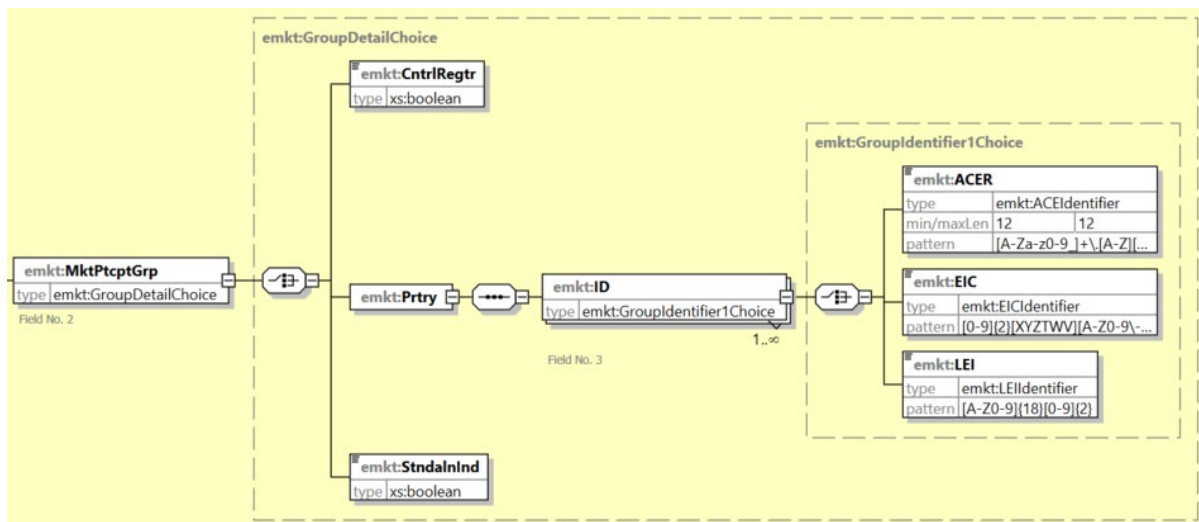 emkt:GroupDetailChoice
emkt:CntrlRegtr
type xs:boolean
emkt:GroupIdentifier1Choice
emkt:ACER
type emkt:ACEIdentifier
min/maxLen 12 12
pattern [A-Za-z0-9_]+\.[A-Z][...
emkt:MktPtcptGrp
type emkt:GroupDetailChoice
Field No. 2
emkt:Prtry
emkt:ID
type emkt:GroupIdentifier1Choice
1..∞
Field No. 3
emkt:EIC
type emkt:EICIdentifier
pattern [0-9]{2}[XYZTWV][A-Z0-9\-...
emkt:LEI
type emkt:LEIIdentifier
pattern [A-Z0-9]{18}[0-9]{2}
emkt:StndalnInd
type xs:boolean